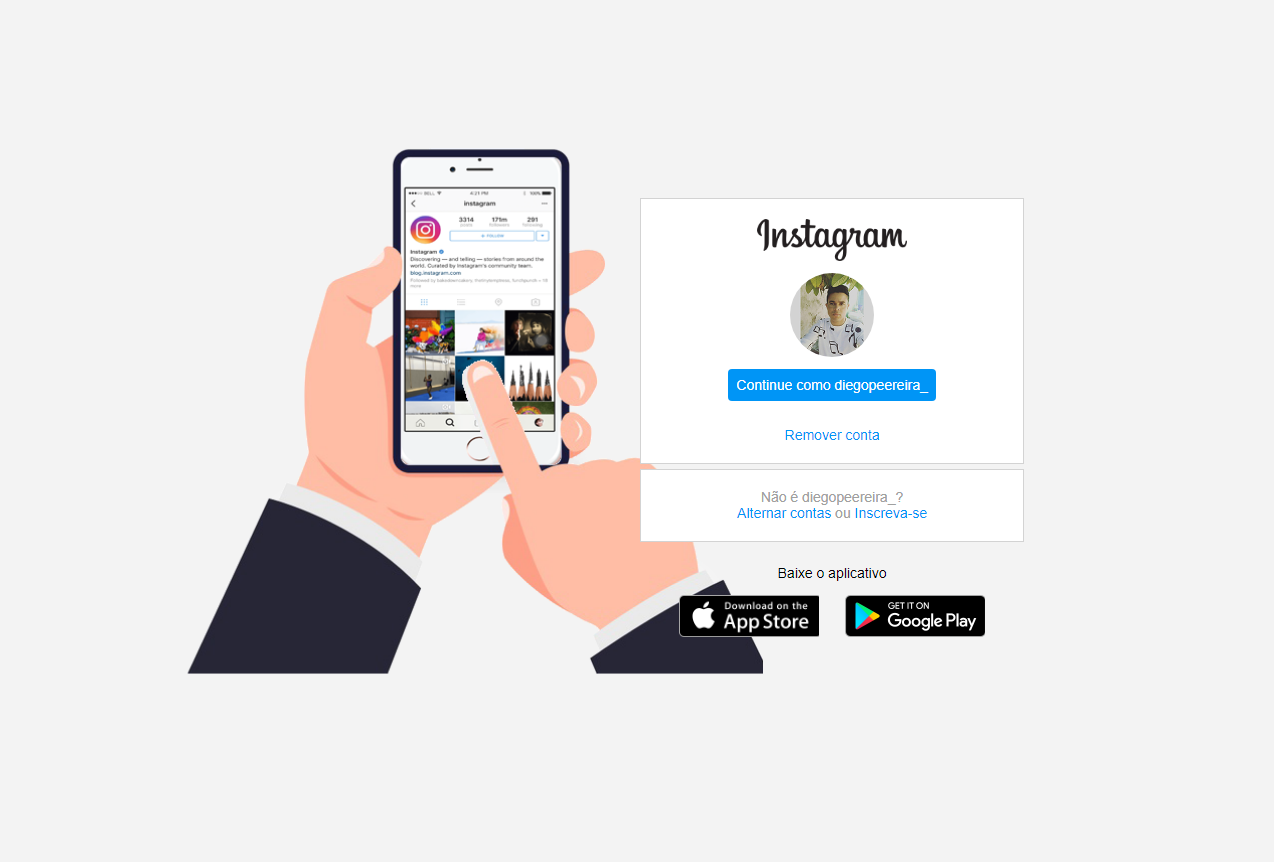 BELL
4:21 PM
100%
instagram
3314
171m
291
posts
followers
following
FOLLOW
Instagram
Discovering — and telling — stories from around the
world. Curated by Instagram's community team.
blog.instagram.com
more
Instagram
Continue como diegopeereira_
Remover conta
Não é diegopeereira_?
Alternar contas ou Inscreva-se
Baixe o aplicativo
Download on the
App Store
GET IT ON
Google Play